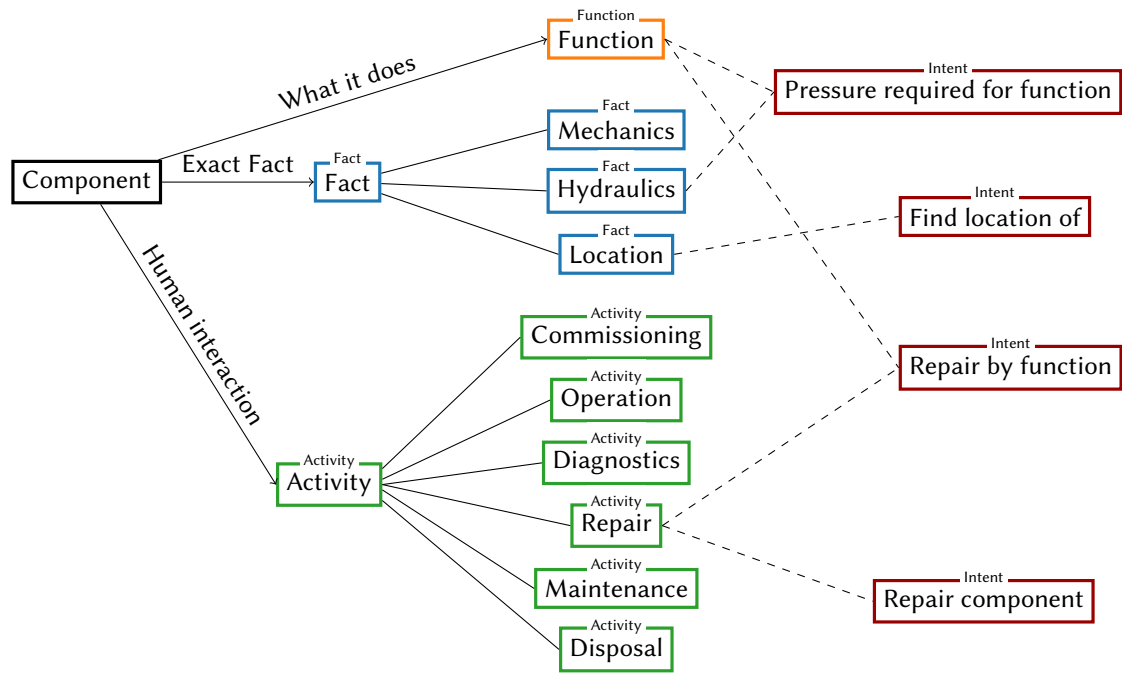 Function
Function
What it does
Intent
Pressure required for function
Fact
Mechanics
Component
Exact Fact
Fact
Fact
Fact
Hydraulics
Intent
Find location of
Fact
Location
Human interaction
Activity
Commissioning
Intent
Repair by function
Activity
Operation
Activity
Diagnostics
Activity
Activity
Activity
Repair
Activity
Maintenance
Intent
Repair component
Activity
Disposal